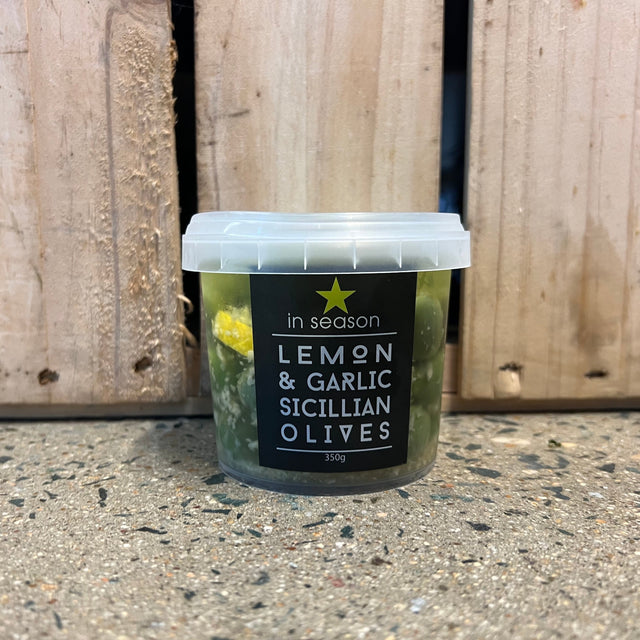 in season
LEMON
& GARLIC
SICILLIAN
OLIVES
350g